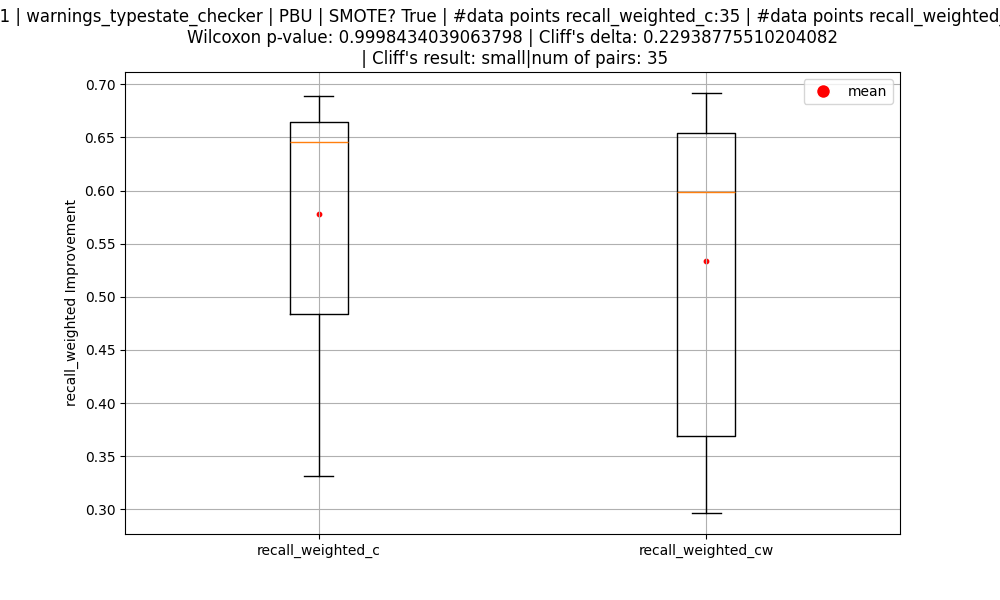 1 | warnings_typestate_checker | PBU | SMOTE? True | #data points recall_weighted_c:35 | #data points recall_weighted_
Wilcoxon p-value: 0.9998434039063798 | Cliff's delta: 0.22938775510204082
| Cliff's result: small|num of pairs: 35
mean
recall_weighted Improvement
0.70
0.65
0.60
0.55
0.50
0.45
0.40
0.35
0.30
recall_weighted_c
recall_weighted_cw